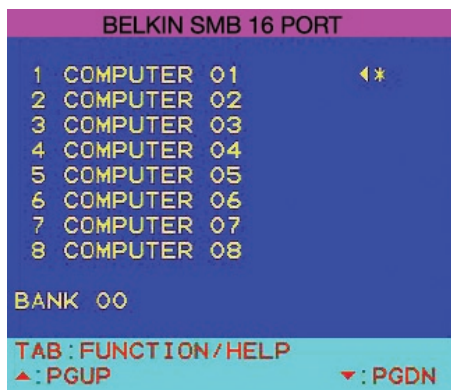 BELKIN SMB 16 PORT
1 COMPUTER 01 ◄*
2 COMPUTER 02
3 COMPUTER 03
4 COMPUTER 04
5 COMPUTER 05
6 COMPUTER 06
7 COMPUTER 07
8 COMPUTER 08
BANK 00
TAB:FUNCTION/HELP
▲:PGUP ▼:PGDN